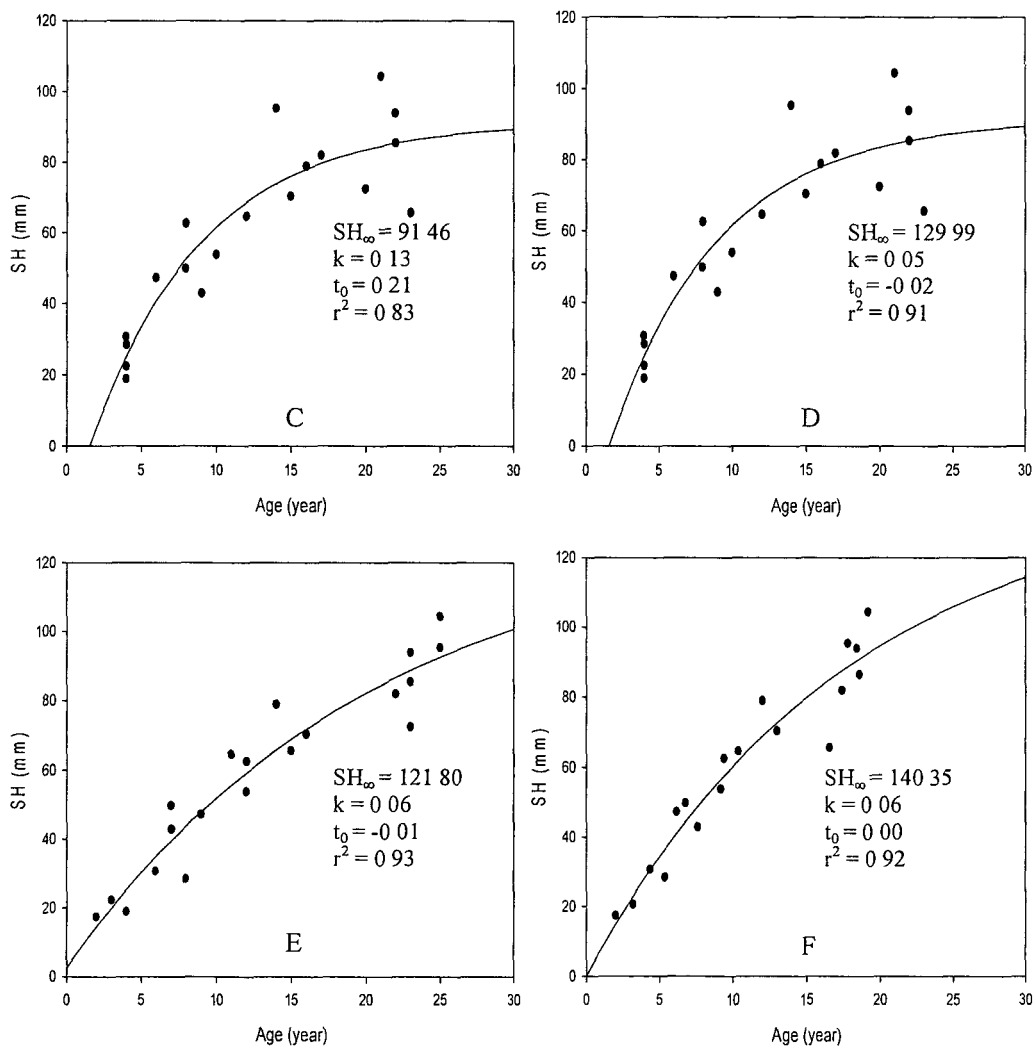 120
100
80
60
40
20
0
SH (mm)
SH∞ = 91 46
k = 0 13
t₀ = 0 21
r² = 0 83
C
0 5 10 15 20 25 30
Age (year)
120
100
80
60
40
20
0
SH (mm)
SH∞ = 129 99
k = 0 05
t₀ = -0 02
r² = 0 91
D
0 5 10 15 20 25 30
Age (year)
120
100
80
60
40
20
0
SH (mm)
SH∞ = 121 80
k = 0 06
t₀ = -0 01
r² = 0 93
E
0 5 10 15 20 25 30
Age (year)
120
100
80
60
40
20
0
SH (mm)
SH∞ = 140 35
k = 0 06
t₀ = 0 00
r² = 0 92
F
0 5 10 15 20 25 30
Age (year)